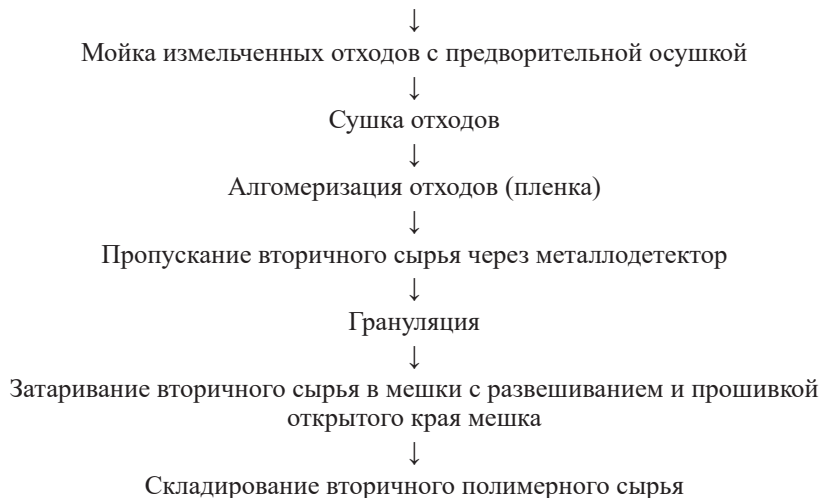 ↓
Мойка измельченных отходов с предворительной осушкой
↓
Сушка отходов
↓
Алгомеризация отходов (пленка)
↓
Пропускание вторичного сырья через металлодетектор
↓
Грануляция
↓
Затаривание вторичного сырья в мешки с развешиванием и прошивкой
открытого края мешка
↓
Складирование вторичного полимерного сырья